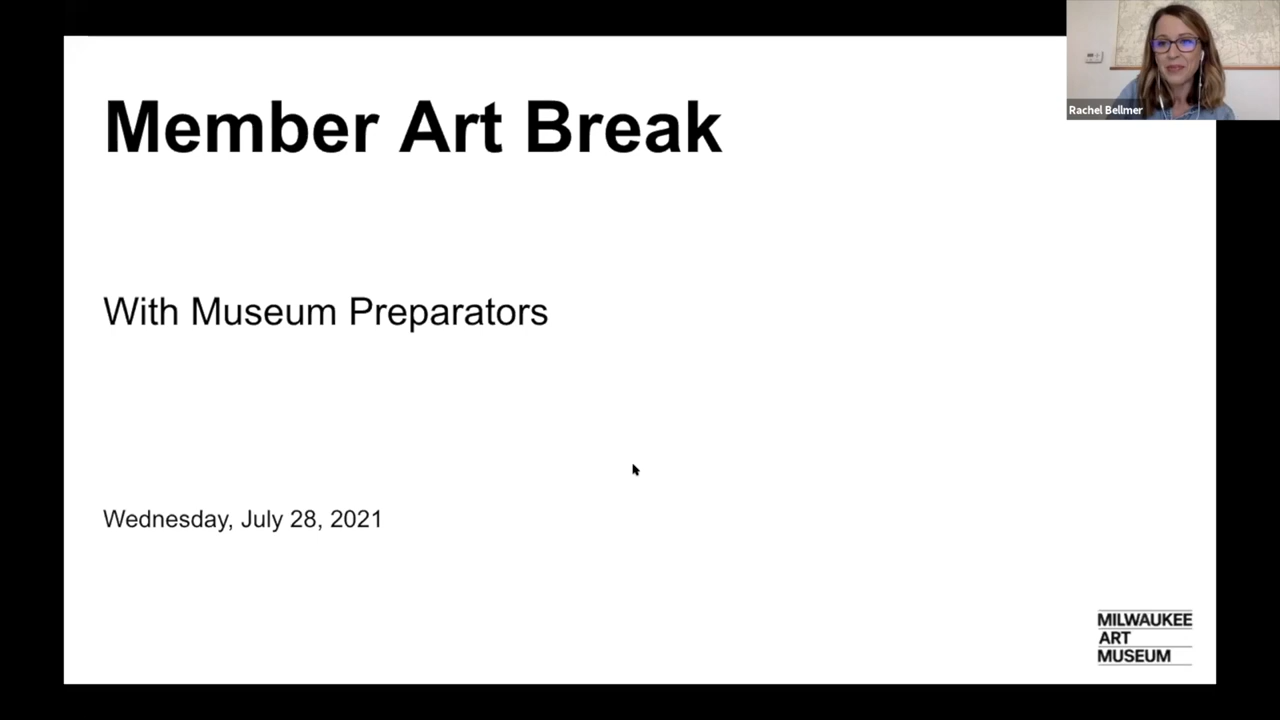 Member Art Break
Rachel Bellmer
With Museum Preparators
Wednesday, July 28, 2021
MILWAUKEE
ART
MUSEUM